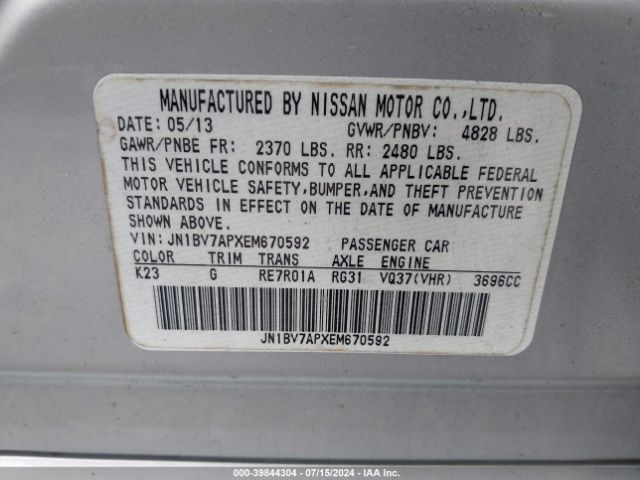 MANUFACTURED BY NISSAN MOTOR CO.,LTD.
DATE: 05/13 GVWR/PNBV: 4828 LBS.
GAWR/PNBE FR: 2370 LBS. RR: 2480 LBS.
THIS VEHICLE CONFORMS TO ALL APPLICABLE FEDERAL
MOTOR VEHICLE SAFETY,BUMPER,AND THEFT PREVENTION
STANDARDS IN EFFECT ON THE DATE OF MANUFACTURE
SHOWN ABOVE.
VIN: JN1BV7APXEM670592 PASSENGER CAR
COLOR TRIM TRANS AXLE ENGINE
K23 G RE7R01A RG31 VQ37(VHR) 3696CC
JN1BV7APXEM670592
000-39844304 | 07/15/2024 | IAA Inc.